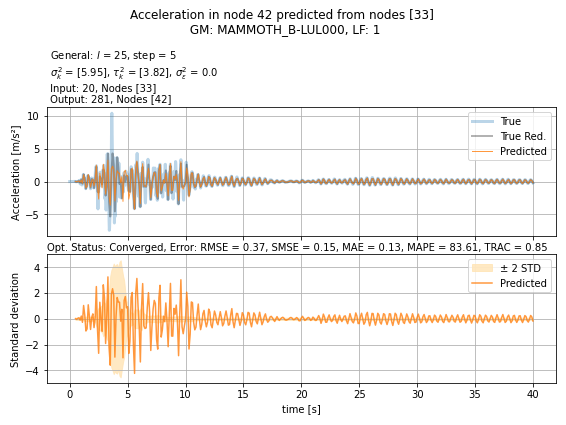 Acceleration in node 42 predicted from nodes [33]
GM: MAMMOTH_B-LUL000, LF: 1
General: l = 25, step = 5
σ²ₖ = [5.95], τ²ₖ = [3.82], σ²ε = 0.0
Input: 20, Nodes [33]
Output: 281, Nodes [42]
Acceleration [m/s²]
10
5
0
−5
True
True Red.
Predicted
Opt. Status: Converged, Error: RMSE = 0.37, SMSE = 0.15, MAE = 0.13, MAPE = 83.61, TRAC = 0.85
Standard deviation
4
2
0
−2
−4
± 2 STD
Predicted
0 5 10 15 20 25 30 35 40
time [s]